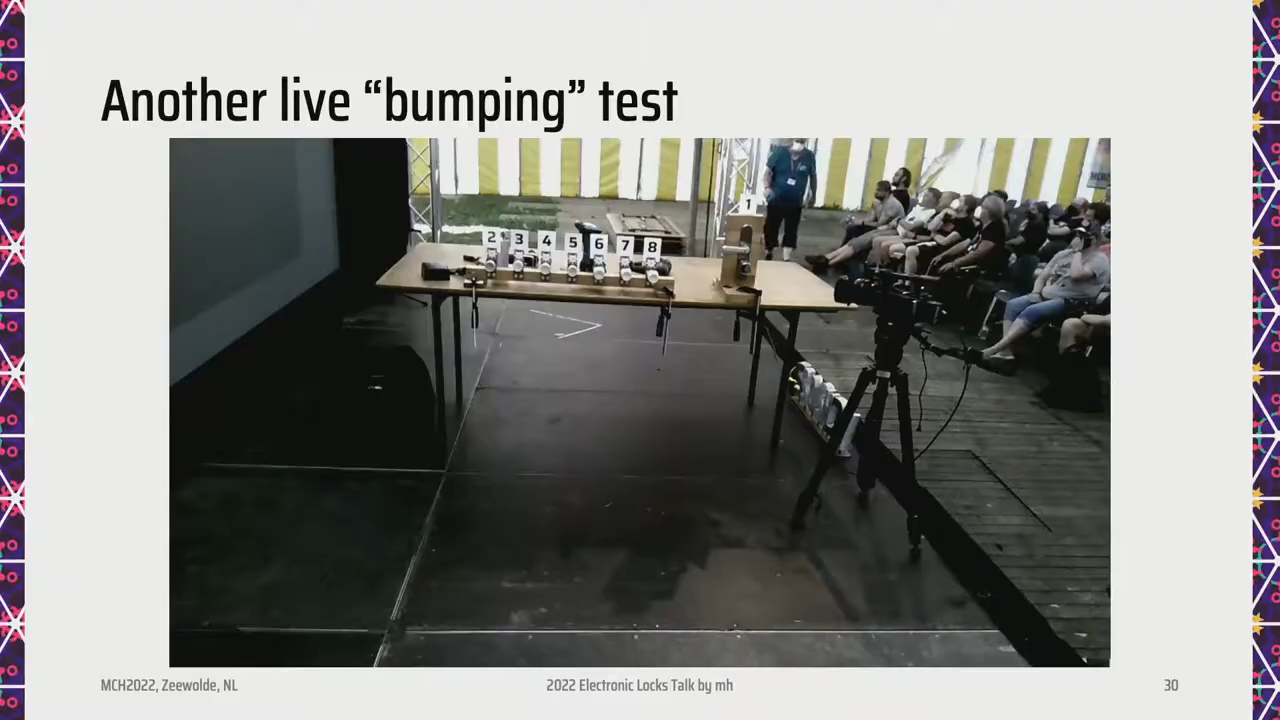 Another live “bumping” test
1
2 3 4 5 6 7 8
MCH2022, Zeewolde, NL
2022 Electronic Locks Talk by mh
30